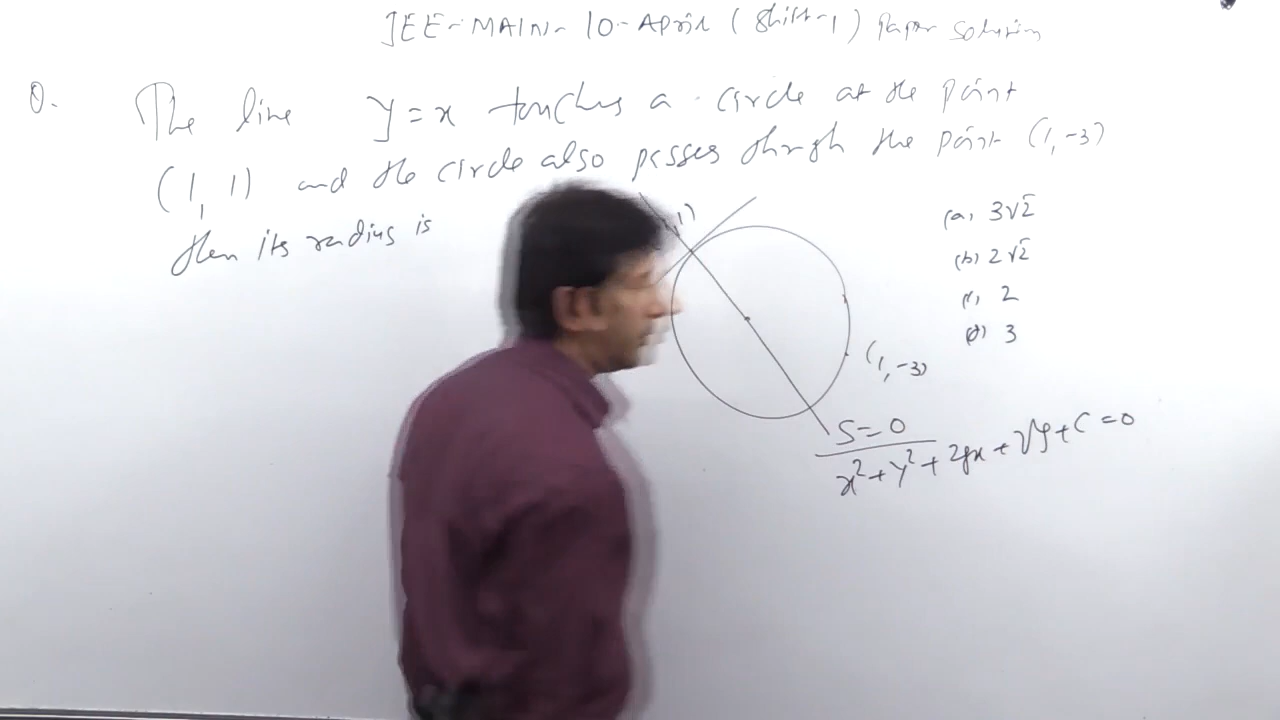 JEE-MAIN-10-April (shift-1) Paper solution
Q. The line y=x touches a circle at the point
(1, 1) and the circle also passes through the point (1,-3)
then its radius is
(a) 3√2
(b) 2√2
(c) 2
(d) 3
1)
(1,-3)
S=0
x²+y²+2gx+2fy+c=0